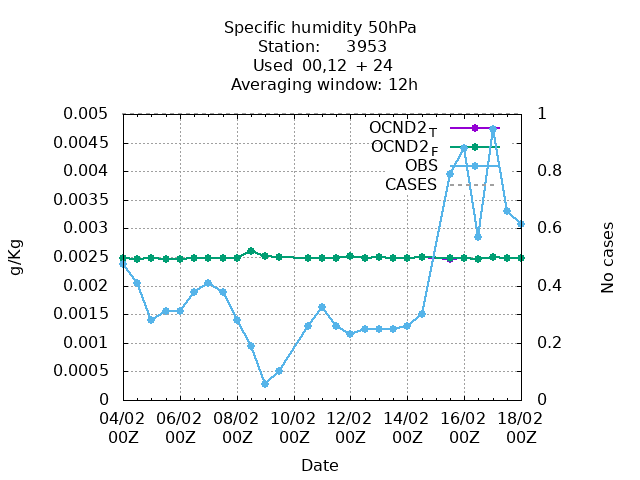 Specific humidity 50hPa
Station: 3953
Used 00,12 + 24
Averaging window: 12h
0.005
0.0045
0.004
0.0035
0.003
0.0025
0.002
0.0015
0.001
0.0005
0
g/Kg
OCND2T
OCND2F
OBS
CASES
1
0.8
0.6
0.4
0.2
0
No cases
04/02 06/02 08/02 10/02 12/02 14/02 16/02 18/02
00Z 00Z 00Z 00Z 00Z 00Z 00Z 00Z
Date